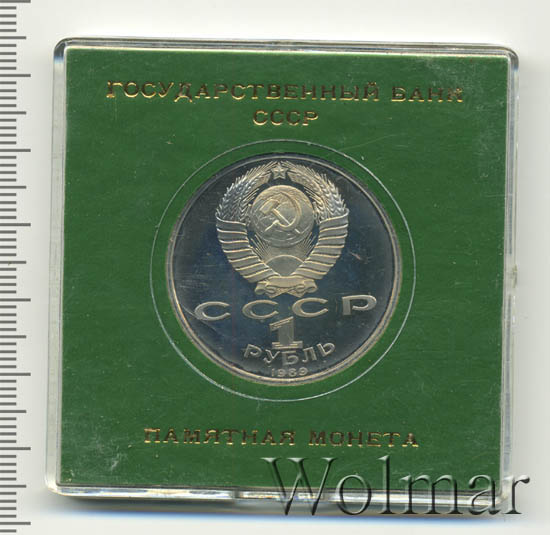 ГОСУДАРСТВЕННЫЙ БАНК
СССР
СССР
1
РУБЛЬ
1989
ПАМЯТНАЯ МОНЕТА
Wolmar